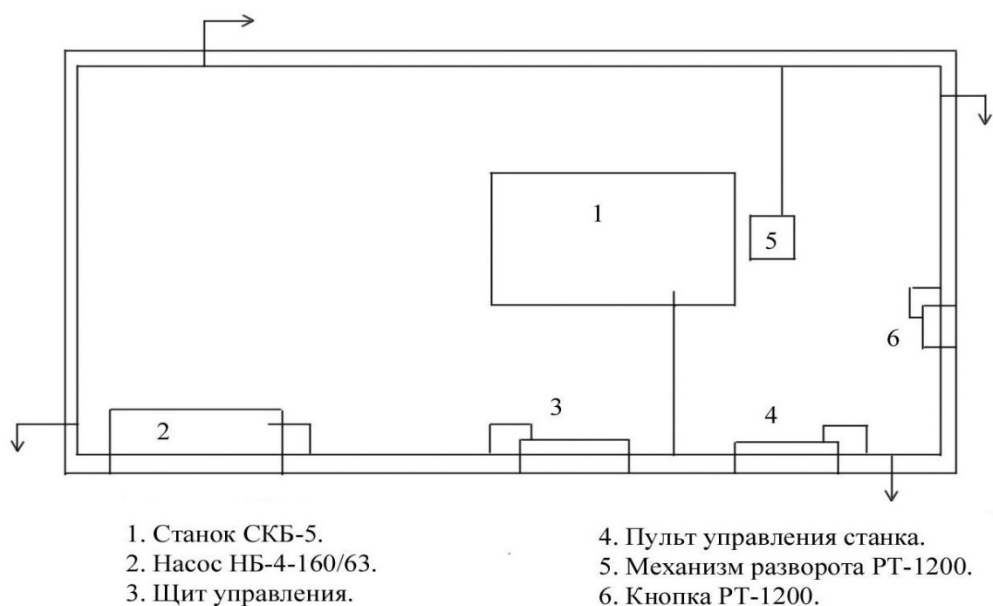 1
5
6
3
4
2
1. Станок СКБ-5.
2. Насос НБ-4-160/63.
3. Щит управления.
4. Пульт управления станка.
5. Механизм разворота РТ-1200.
6. Кнопка РТ-1200.